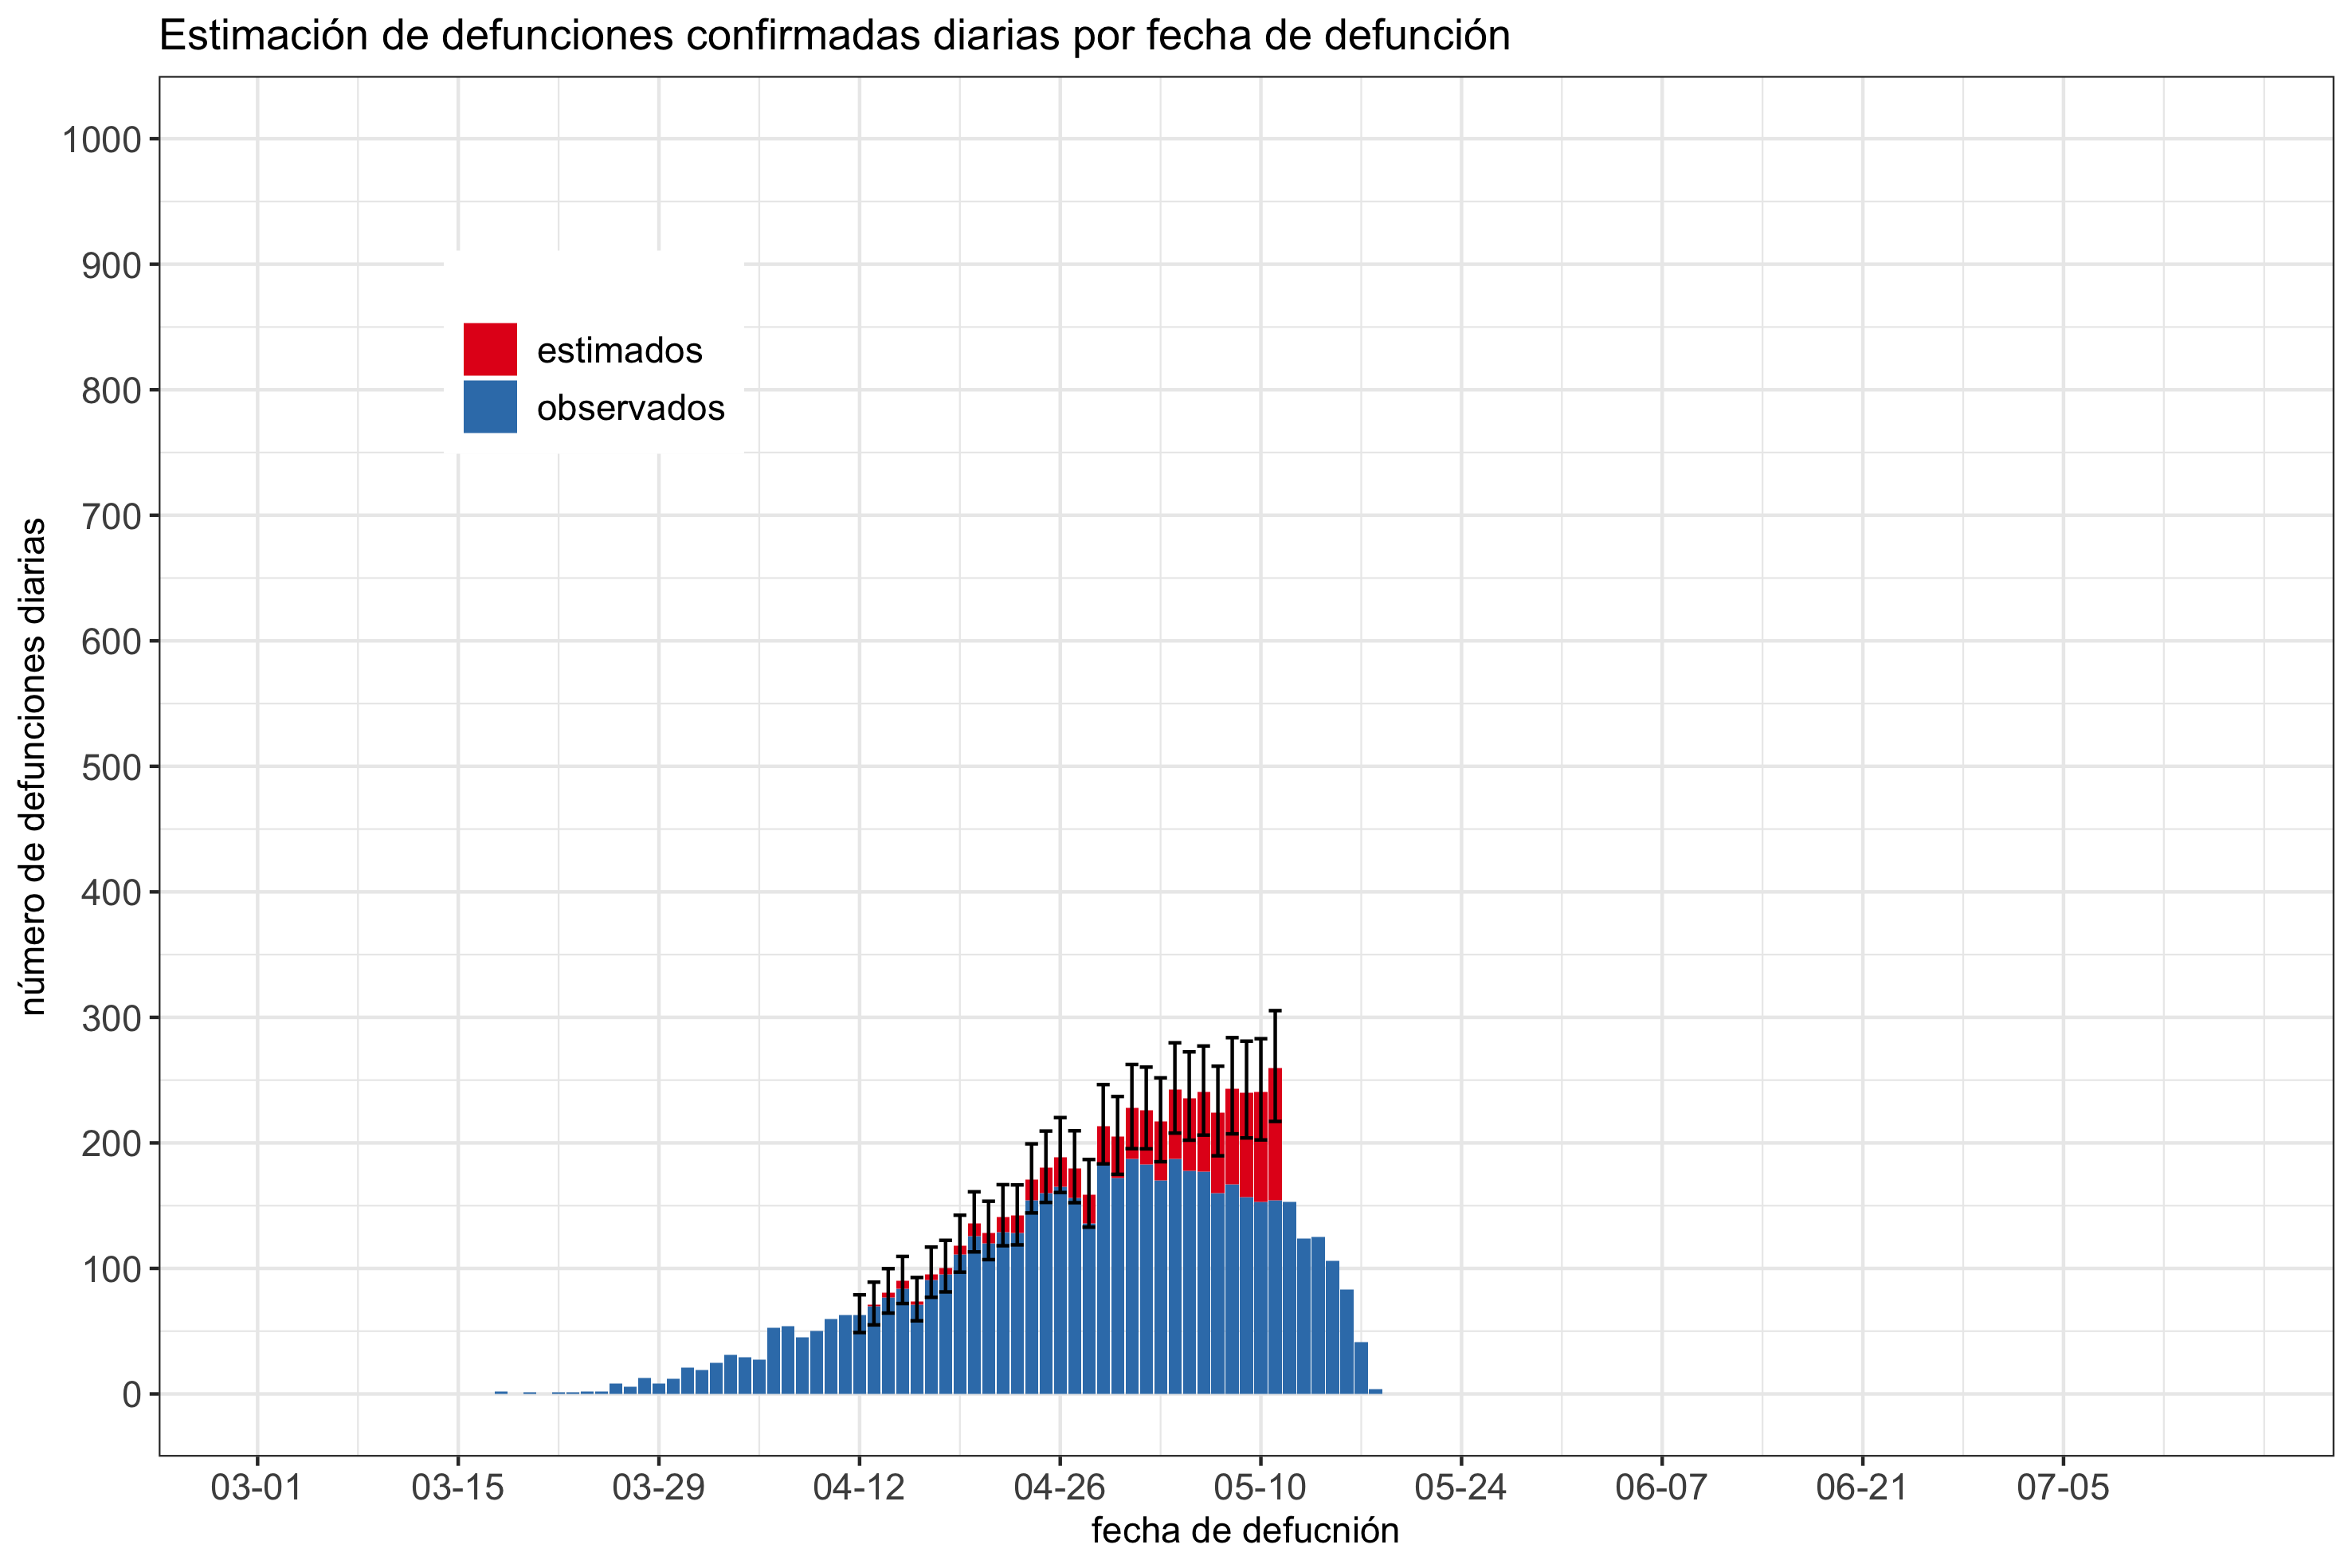 Estimación de defunciones confirmadas diarias por fecha de defunción
número de defunciones diarias
1000
900
800
700
600
500
400
300
200
100
0
estimados
observados
03-01 03-15 03-29 04-12 04-26 05-10 05-24 06-07 06-21 07-05
fecha de defucnión